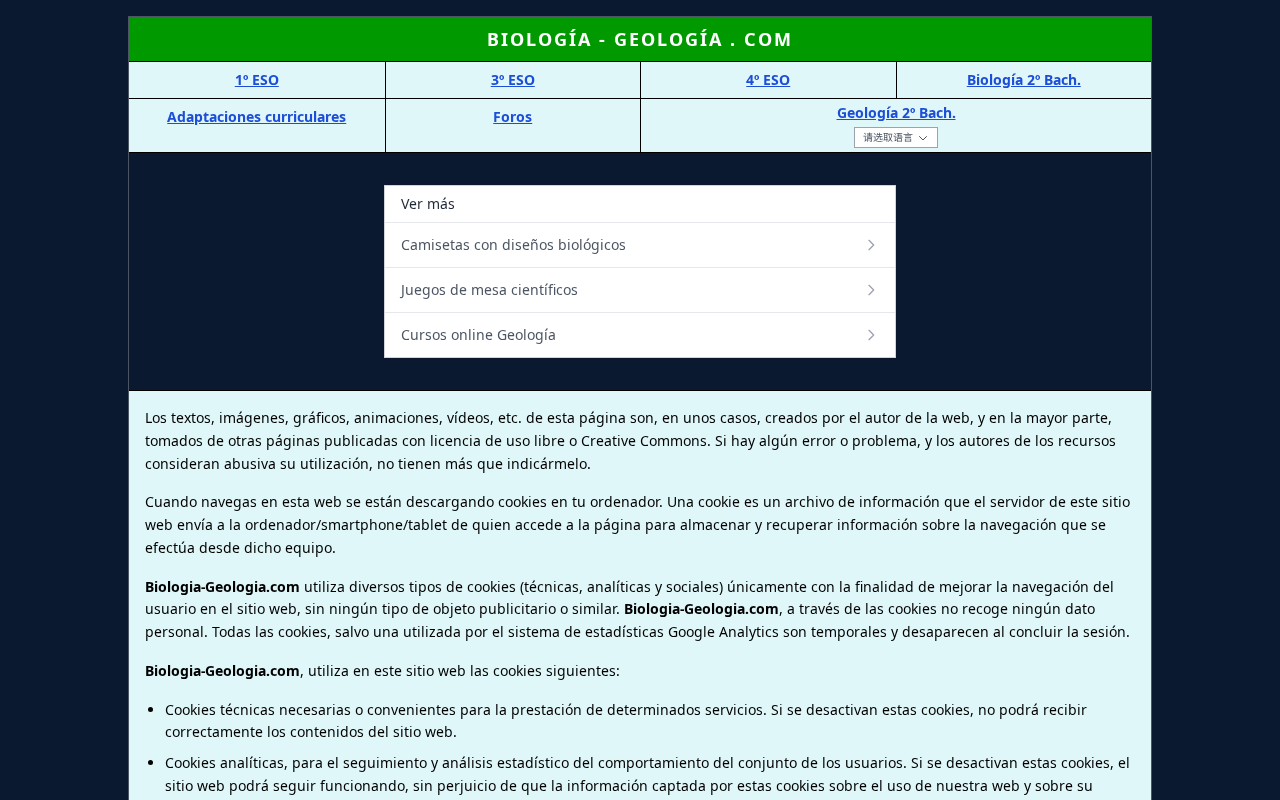 BIOLOGÍA - GEOLOGÍA . COM
1º ESO
3º ESO
4º ESO
Biología 2º Bach.
Adaptaciones curriculares
Foros
Geología 2º Bach.
请选取语言
Ver más
Camisetas con diseños biológicos
Juegos de mesa científicos
Cursos online Geología
Los textos, imágenes, gráficos, animaciones, vídeos, etc. de esta página son, en unos casos, creados por el autor de la web, y en la mayor parte,
tomados de otras páginas publicadas con licencia de uso libre o Creative Commons. Si hay algún error o problema, y los autores de los recursos
consideran abusiva su utilización, no tienen más que indicármelo.
Cuando navegas en esta web se están descargando cookies en tu ordenador. Una cookie es un archivo de información que el servidor de este sitio
web envía a la ordenador/smartphone/tablet de quien accede a la página para almacenar y recuperar información sobre la navegación que se
efectúa desde dicho equipo.
Biologia-Geologia.com utiliza diversos tipos de cookies (técnicas, analíticas y sociales) únicamente con la finalidad de mejorar la navegación del
usuario en el sitio web, sin ningún tipo de objeto publicitario o similar. Biologia-Geologia.com, a través de las cookies no recoge ningún dato
personal. Todas las cookies, salvo una utilizada por el sistema de estadísticas Google Analytics son temporales y desaparecen al concluir la sesión.
Biologia-Geologia.com, utiliza en este sitio web las cookies siguientes:
Cookies técnicas necesarias o convenientes para la prestación de determinados servicios. Si se desactivan estas cookies, no podrá recibir
correctamente los contenidos del sitio web.
Cookies analíticas, para el seguimiento y análisis estadístico del comportamiento del conjunto de los usuarios. Si se desactivan estas cookies, el
sitio web podrá seguir funcionando, sin perjuicio de que la información captada por estas cookies sobre el uso de nuestra web y sobre su